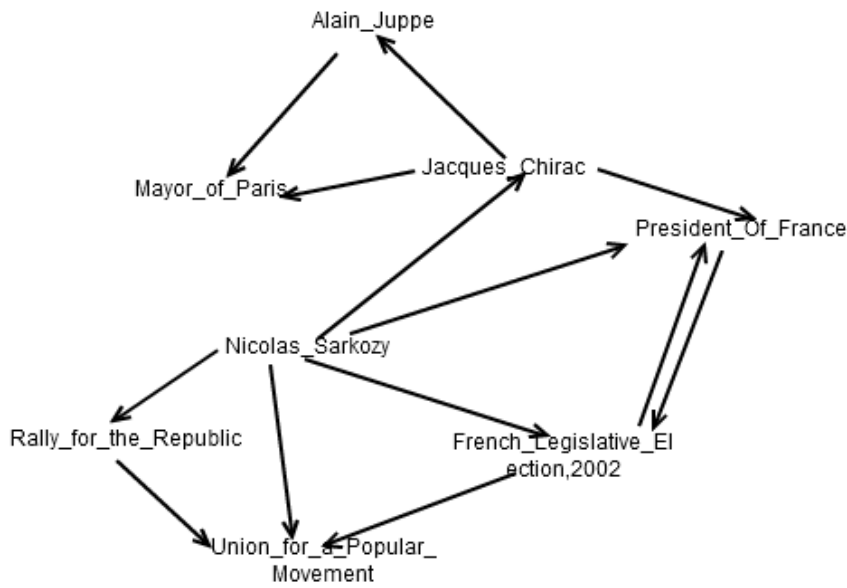 Alain_Juppe
Jacques_Chirac
Mayor_of_Paris
President_Of_France
Nicolas_Sarkozy
Rally_for_the_Republic
French_Legislative_El
ection,2002
Union_for_a_Popular_
Movement